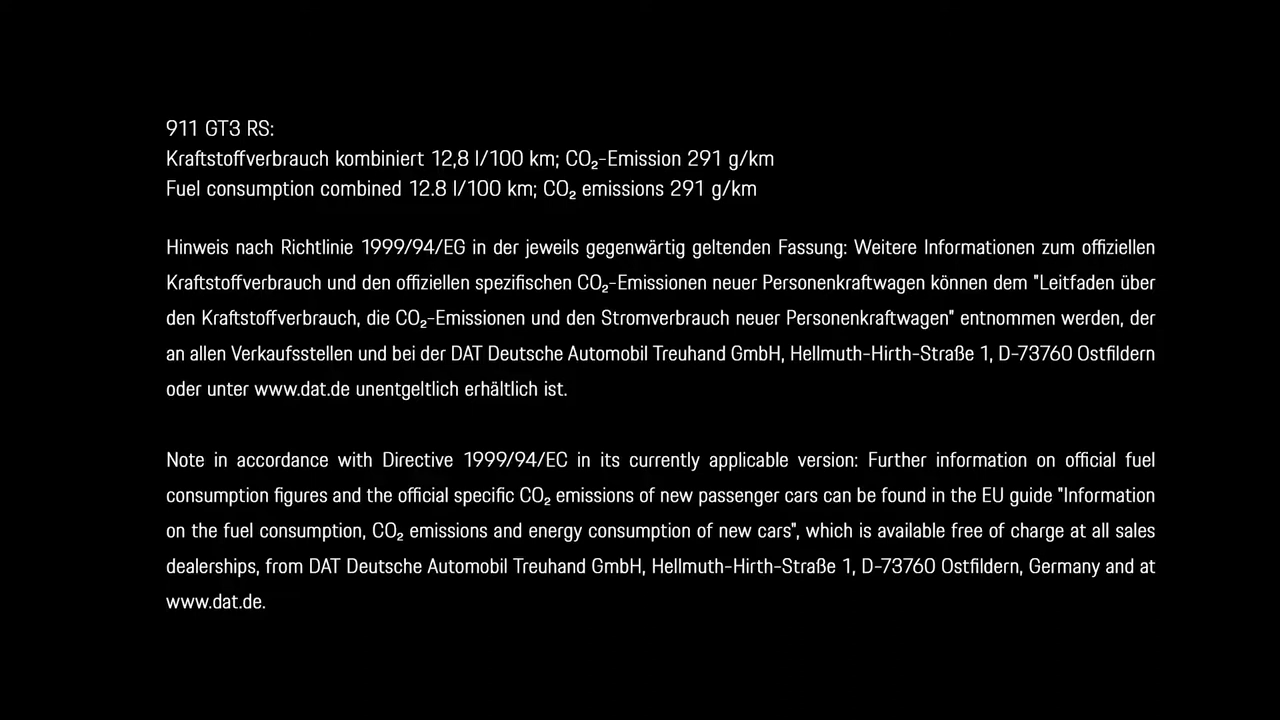 911 GT3 RS:
Kraftstoffverbrauch kombiniert 12,8 l/100 km; CO₂-Emission 291 g/km
Fuel consumption combined 12.8 l/100 km; CO₂ emissions 291 g/km
Hinweis nach Richtlinie 1999/94/EG in der jeweils gegenwärtig geltenden Fassung: Weitere Informationen zum offiziellen
Kraftstoffverbrauch und den offiziellen spezifischen CO₂-Emissionen neuer Personenkraftwagen können dem "Leitfaden über
den Kraftstoffverbrauch, die CO₂-Emissionen und den Stromverbrauch neuer Personenkraftwagen" entnommen werden, der
an allen Verkaufsstellen und bei der DAT Deutsche Automobil Treuhand GmbH, Hellmuth-Hirth-Straße 1, D-73760 Ostfildern
oder unter www.dat.de unentgeltlich erhältlich ist.
Note in accordance with Directive 1999/94/EC in its currently applicable version: Further information on official fuel
consumption figures and the official specific CO₂ emissions of new passenger cars can be found in the EU guide "Information
on the fuel consumption, CO₂ emissions and energy consumption of new cars", which is available free of charge at all sales
dealerships, from DAT Deutsche Automobil Treuhand GmbH, Hellmuth-Hirth-Straße 1, D-73760 Ostfildern, Germany and at
www.dat.de.